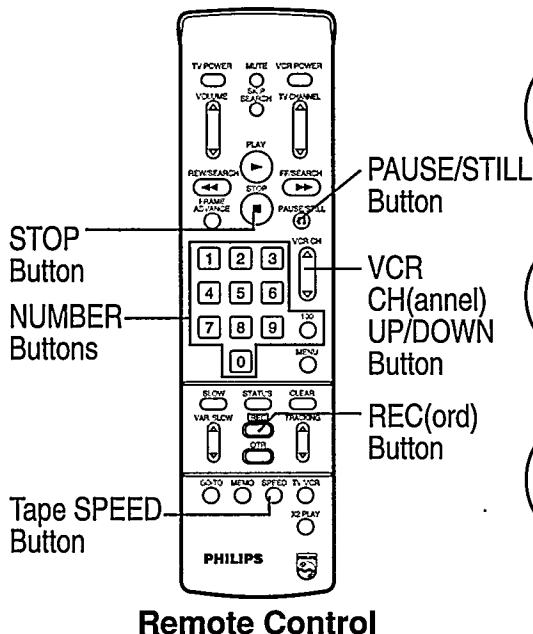 TV POWER MUTE VCR POWER
VOLUME SKIP SEARCH TV CHANNEL
PLAY
REW/SEARCH FF/SEARCH
STOP
FRAME ADVANCE PAUSE/STILL
PAUSE/STILL
Button
STOP
Button
VCR CH
1 2 3
4 5 6
7 8 9 100
0 MENU
VCR
CH(annel)
UP/DOWN
Button
NUMBER
Buttons
SLOW STATUS CLEAR
VAR.SLOW REC TRACKING
OTR
REC(ord)
Button
GO-TO MEMO SPEED TV/VCR
X2 PLAY
Tape SPEED
Button
PHILIPS
Remote Control